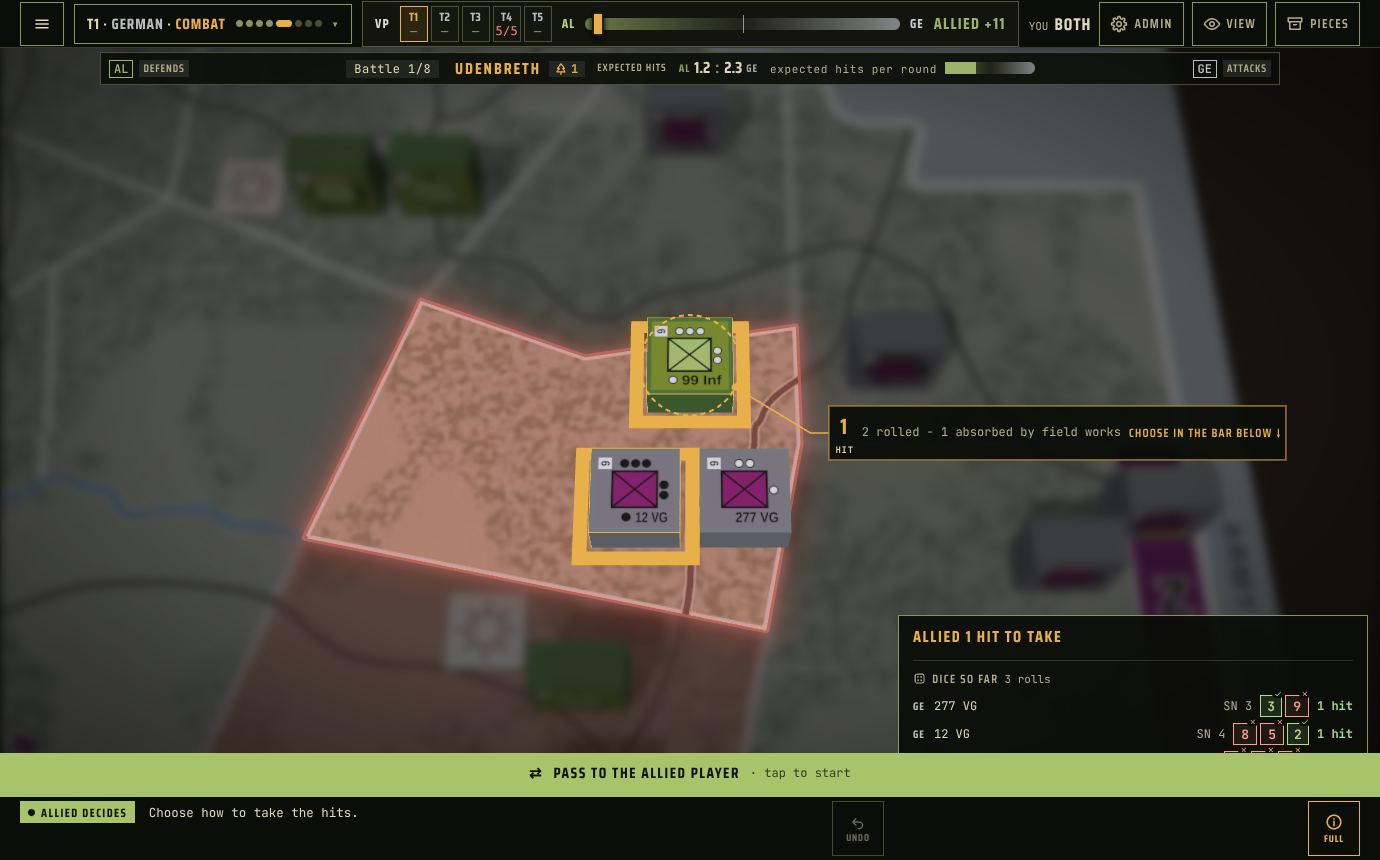 T1 · GERMAN · COMBAT
VP
T1 –
T2 –
T3 –
T4 5/5
T5 –
AL
GE
ALLIED +11
YOU BOTH
ADMIN
VIEW
PIECES
AL DEFENDS
Battle 1/8
UDENBRETH
1
EXPECTED HITS
AL 1.2 : 2.3 GE
expected hits per round
GE ATTACKS
6
99 Inf
1 HIT
2 rolled - 1 absorbed by field works
CHOOSE IN THE BAR BELOW ↓
6
12 VG
6
277 VG
ALLIED 1 HIT TO TAKE
DICE SO FAR 3 rolls
GE 277 VG SN 3 3 9 1 hit
GE 12 VG SN 4 8 5 2 1 hit
PASS TO THE ALLIED PLAYER · tap to start
ALLIED DECIDES
Choose how to take the hits.
UNDO
FULL